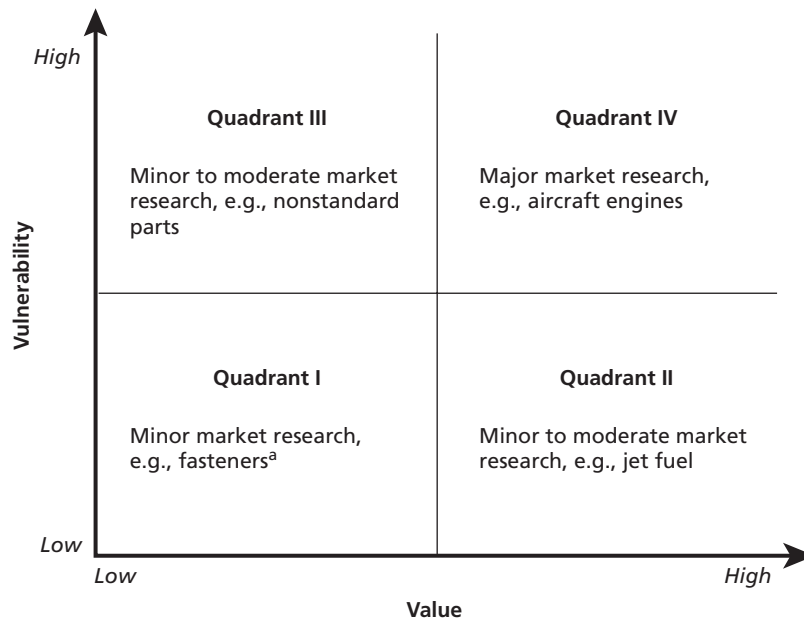 High
Quadrant III
Minor to moderate market
research, e.g., nonstandard
parts
Quadrant IV
Major market research,
e.g., aircraft engines
Vulnerability
Quadrant I
Minor market research,
e.g., fastenersᵃ
Quadrant II
Minor to moderate market
research, e.g., jet fuel
Low
Low
High
Value